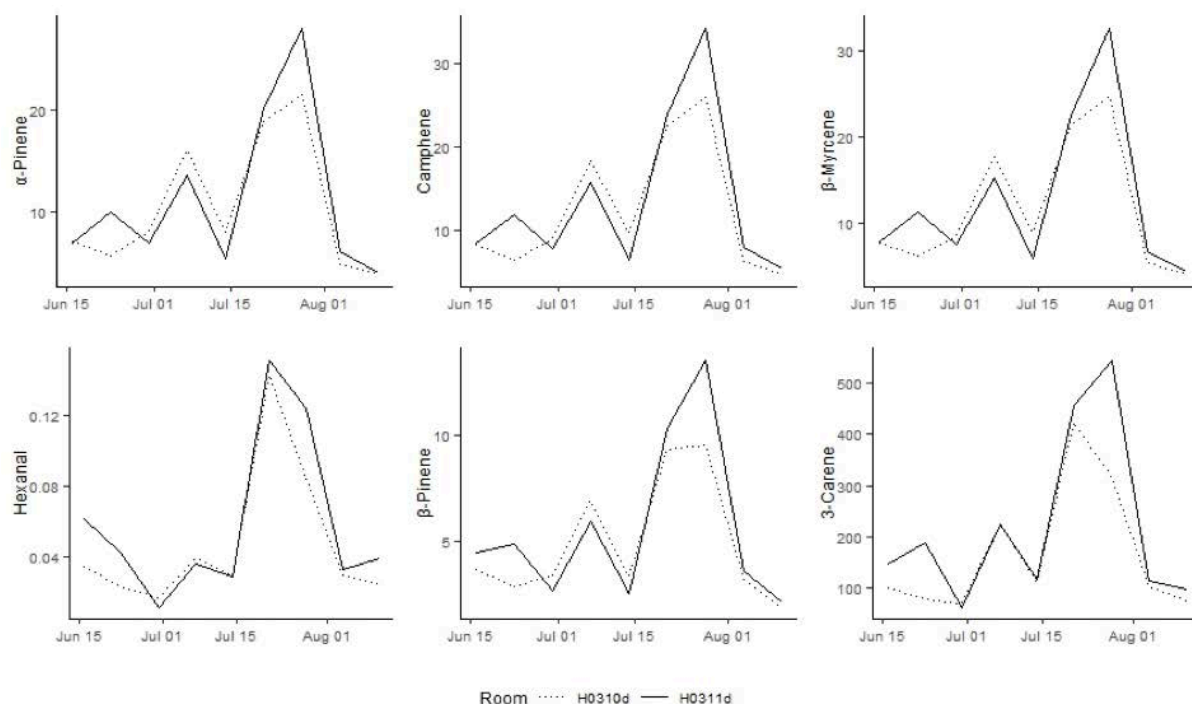 α-Pinene
20
10
Jun 15 Jul 01 Jul 15 Aug 01
Camphene
30
20
10
Jun 15 Jul 01 Jul 15 Aug 01
β-Myrcene
30
20
10
Jun 15 Jul 01 Jul 15 Aug 01
Hexanal
0.12
0.08
0.04
Jun 15 Jul 01 Jul 15 Aug 01
β-Pinene
10
5
Jun 15 Jul 01 Jul 15 Aug 01
3-Carene
500
400
300
200
100
Jun 15 Jul 01 Jul 15 Aug 01
Room H0310d H0311d